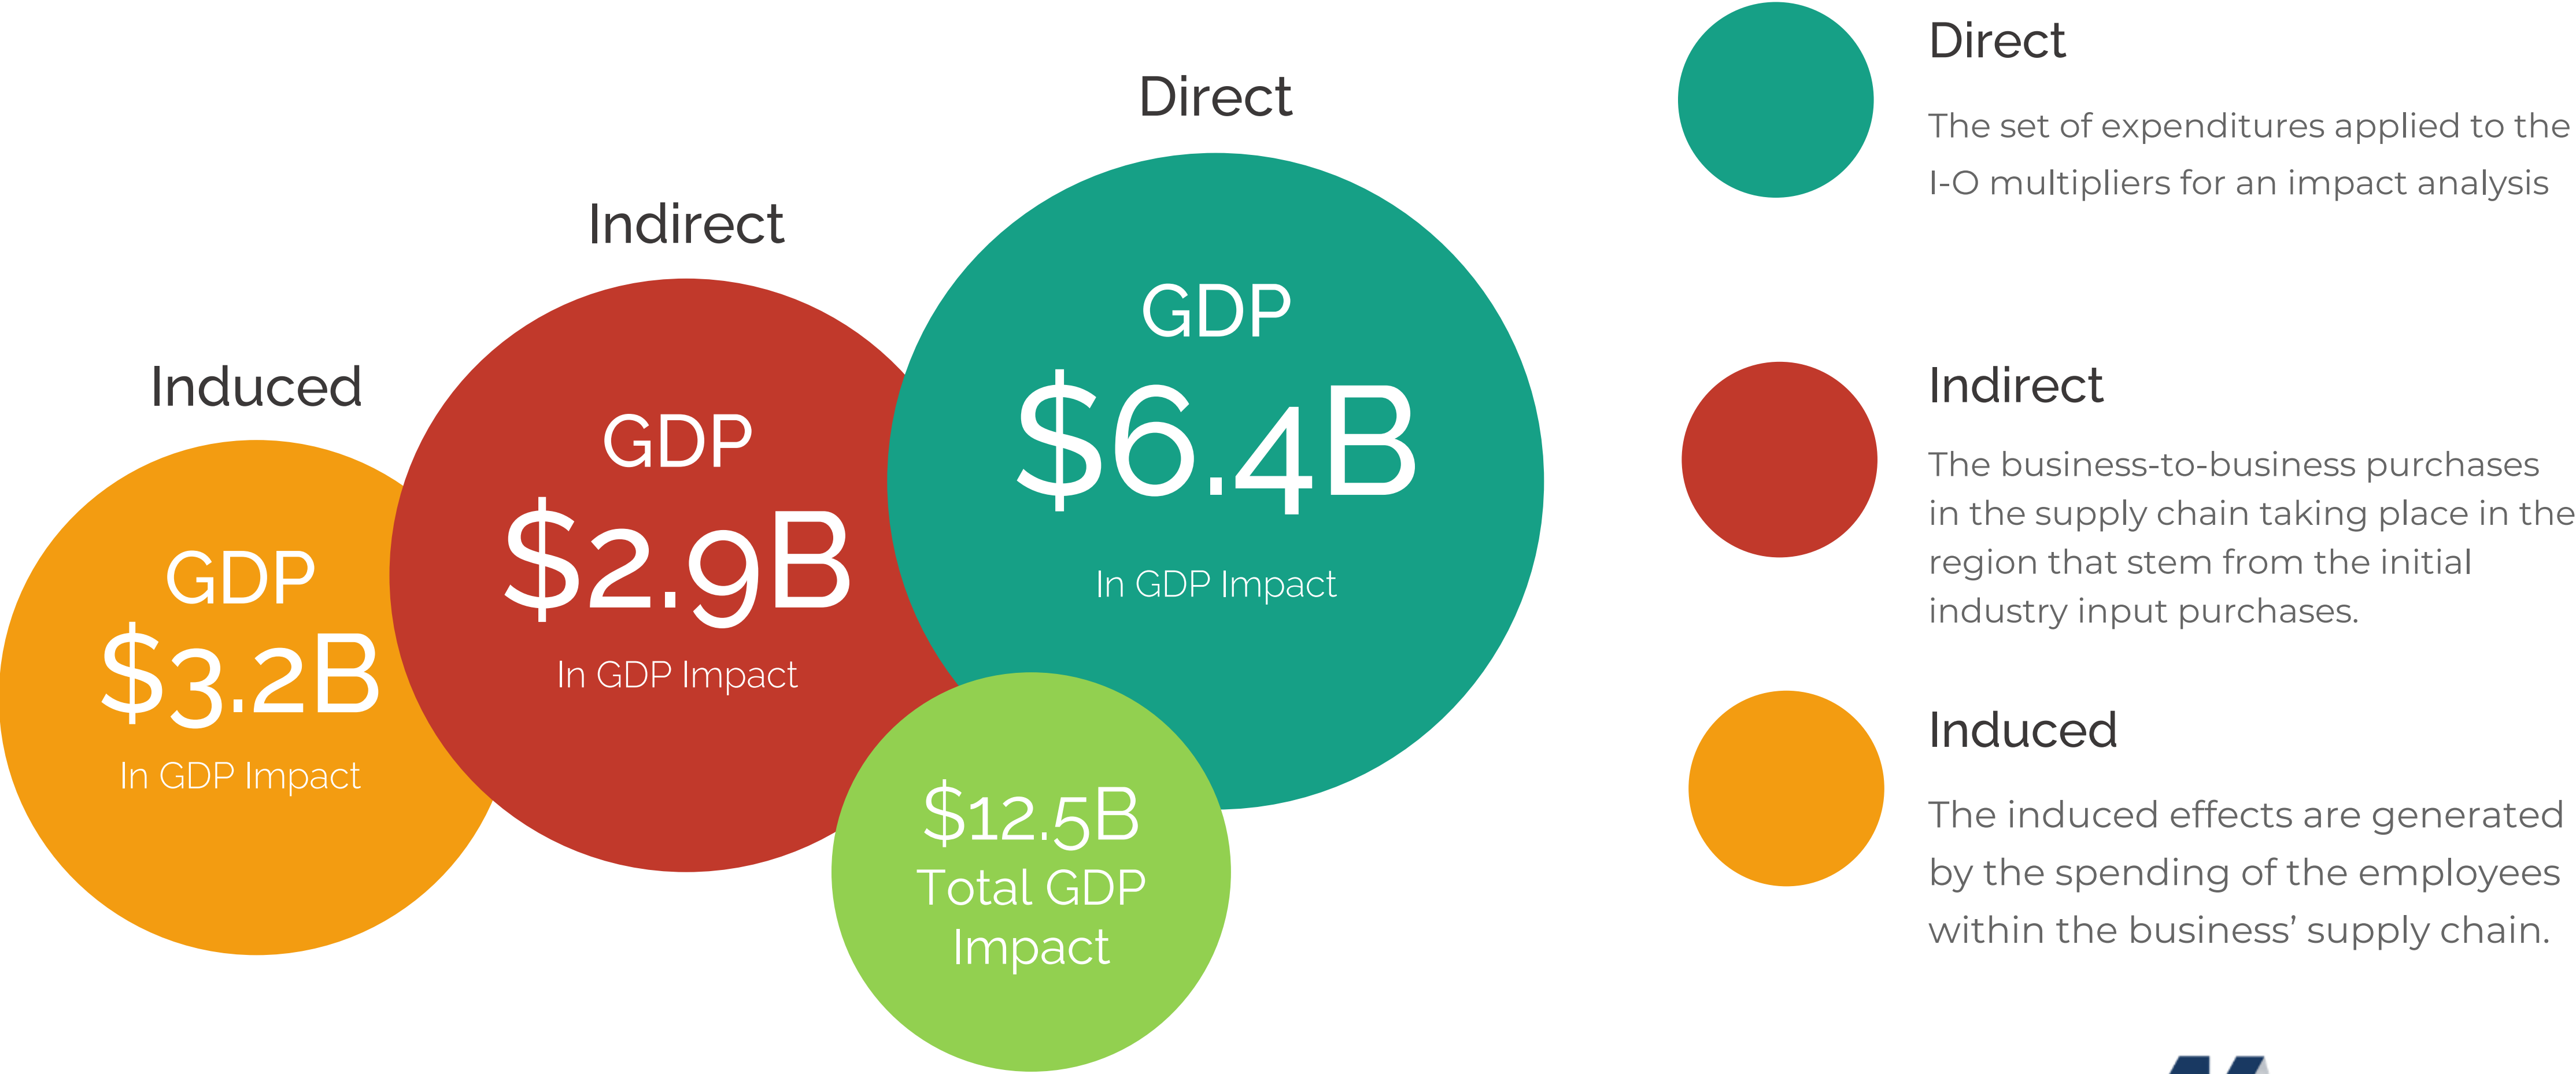 Direct
GDP
$6.4B
In GDP Impact
Indirect
GDP
$2.9B
In GDP Impact
Induced
GDP
$3.2B
In GDP Impact
$12.5B
Total GDP
Impact
Direct
The set of expenditures applied to the
I-O multipliers for an impact analysis
Indirect
The business-to-business purchases
in the supply chain taking place in the
region that stem from the initial
industry input purchases.
Induced
The induced effects are generated
by the spending of the employees
within the business’ supply chain.